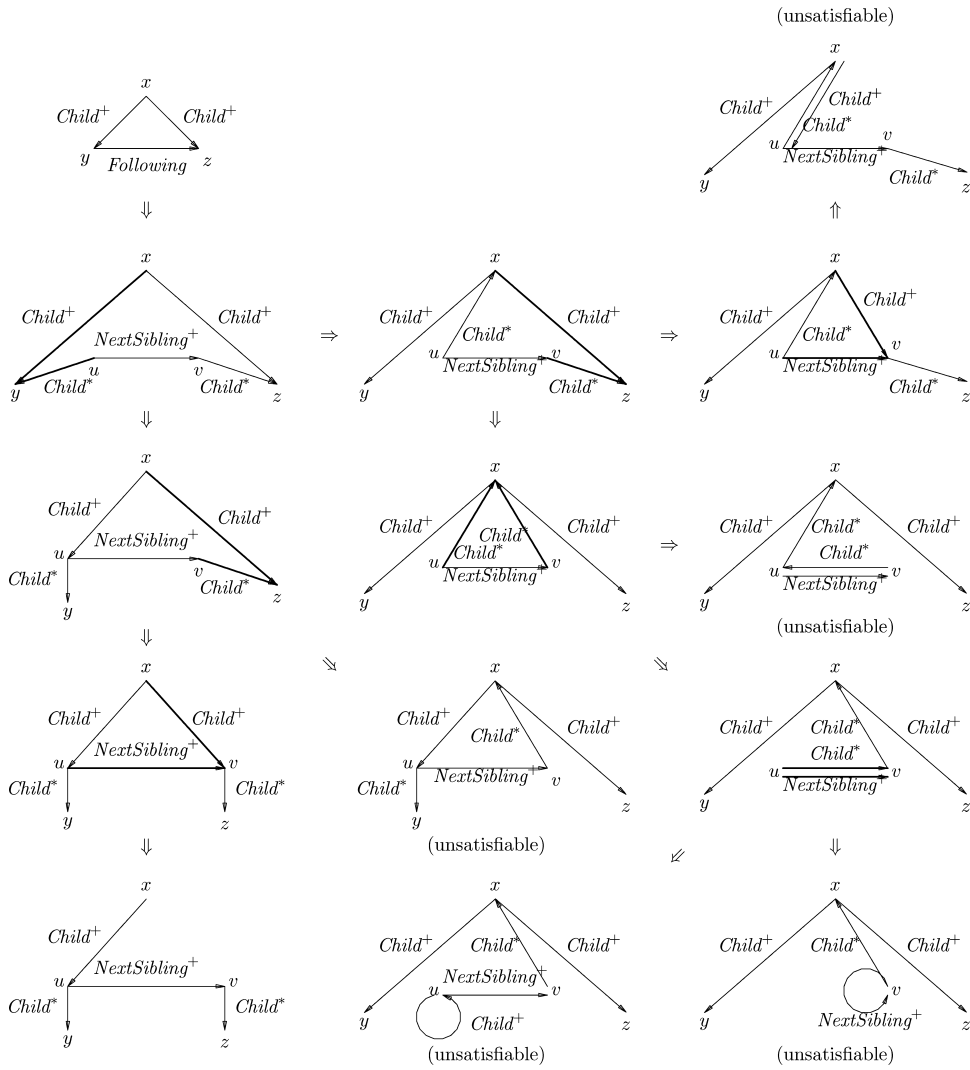 (unsatisfiable)
x
Child⁺
Child⁺
Child*
u
v
NextSibling⁺
Child*
y
z
x
Child⁺
Child⁺
y
z
Following
⇓
⇑
x
Child⁺
Child⁺
NextSibling⁺
u
v
Child*
Child*
y
z
⇒
x
Child⁺
Child⁺
Child*
u
v
NextSibling⁺
Child*
y
z
⇒
x
Child⁺
Child⁺
Child*
u
v
NextSibling⁺
Child*
y
z
⇓
⇓
x
Child⁺
Child⁺
NextSibling⁺
u
v
Child*
Child*
y
z
x
Child⁺
Child⁺
Child*
Child*
u
v
NextSibling⁺
y
z
⇒
x
Child⁺
Child⁺
Child*
Child*
u
v
NextSibling⁺
y
z
(unsatisfiable)
⇓
⇘
⇘
x
Child⁺
Child⁺
NextSibling⁺
u
v
Child*
Child*
y
z
x
Child⁺
Child⁺
Child*
u
v
NextSibling⁺
Child*
y
z
(unsatisfiable)
x
Child⁺
Child⁺
Child*
Child*
u
v
NextSibling⁺
y
z
⇓
⇙
⇓
x
Child⁺
NextSibling⁺
u
v
Child*
Child*
y
z
x
Child⁺
Child⁺
Child*
NextSibling⁺
u
v
Child⁺
y
z
(unsatisfiable)
x
Child⁺
Child⁺
Child*
v
NextSibling⁺
y
z
(unsatisfiable)